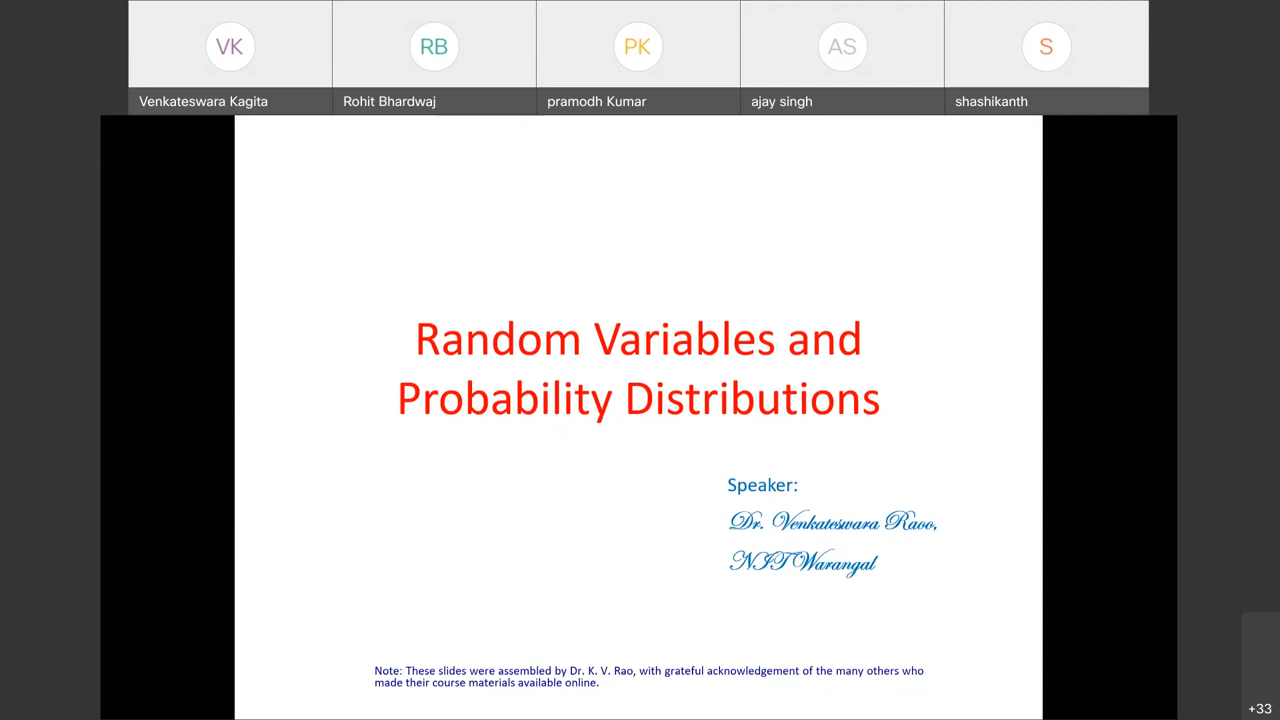 VK RB PK AS S
Venkateswara Kagita Rohit Bhardwaj pramodh Kumar ajay singh shashikanth
Random Variables and
Probability Distributions
Speaker:
Dr. Venkateswara Raoo,
NIT Warangal
Note: These slides were assembled by Dr. K. V. Rao, with grateful acknowledgement of the many others who
made their course materials available online.
+33